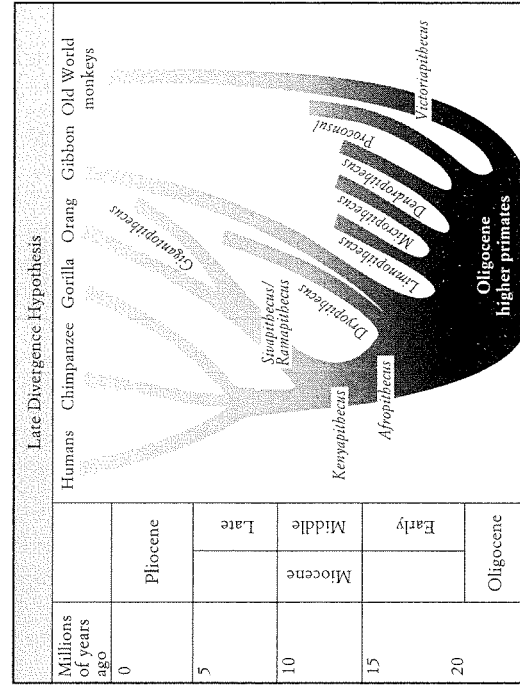 Late Divergence Hypothesis
Humans
Chimpanzee
Gorilla
Orang
Gibbon
Old World
monkeys
Millions
of years
ago
0
5
10
15
20
Pliocene
Miocene
Late
Middle
Early
Oligocene
Gigantopithecus
Sivapithecus/
Ramapithecus
Dryopithecus
Kenyapithecus
Afropithecus
Limnopithecus
Micropithecus
Dendropithecus
Proconsul
Victoriapithecus
Oligocene
higher primates